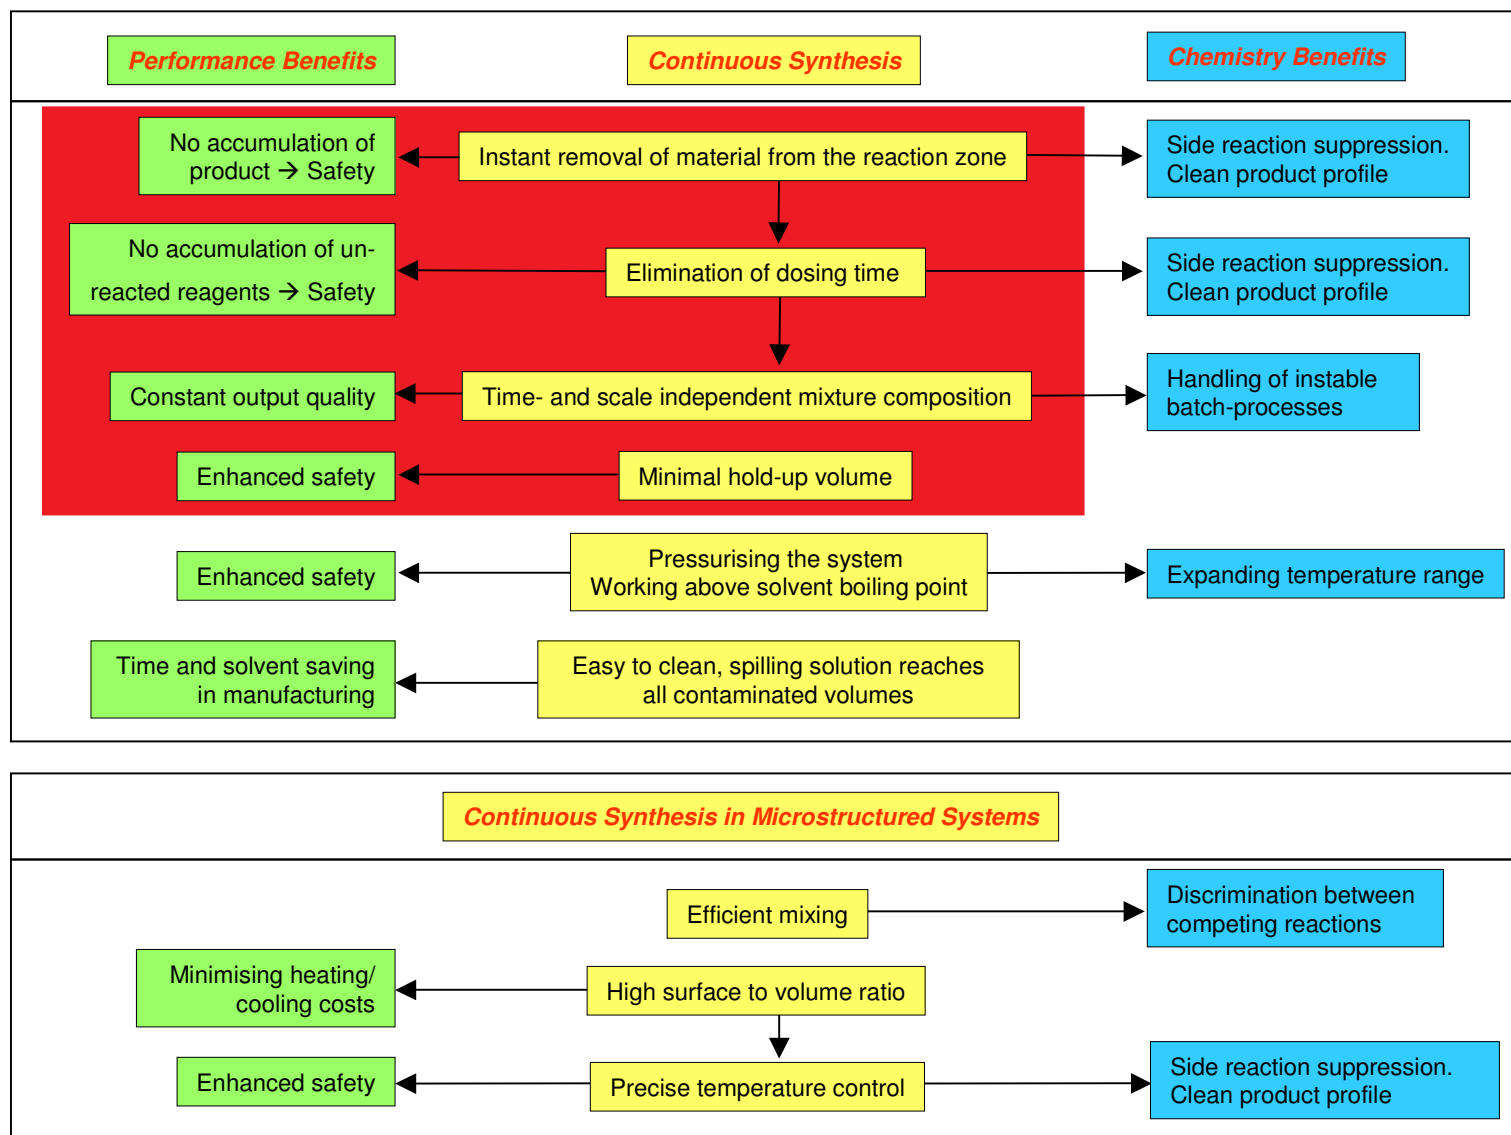 Performance Benefits
Continuous Synthesis
Chemistry Benefits
No accumulation of
product → Safety
Instant removal of material from the reaction zone
Side reaction suppression.
Clean product profile
No accumulation of un-
reacted reagents → Safety
Elimination of dosing time
Side reaction suppression.
Clean product profile
Constant output quality
Time- and scale independent mixture composition
Handling of instable
batch-processes
Enhanced safety
Minimal hold-up volume
Enhanced safety
Pressurising the system
Working above solvent boiling point
Expanding temperature range
Time and solvent saving
in manufacturing
Easy to clean, spilling solution reaches
all contaminated volumes
Continuous Synthesis in Microstructured Systems
Efficient mixing
Discrimination between
competing reactions
Minimising heating/
cooling costs
High surface to volume ratio
Enhanced safety
Precise temperature control
Side reaction suppression.
Clean product profile